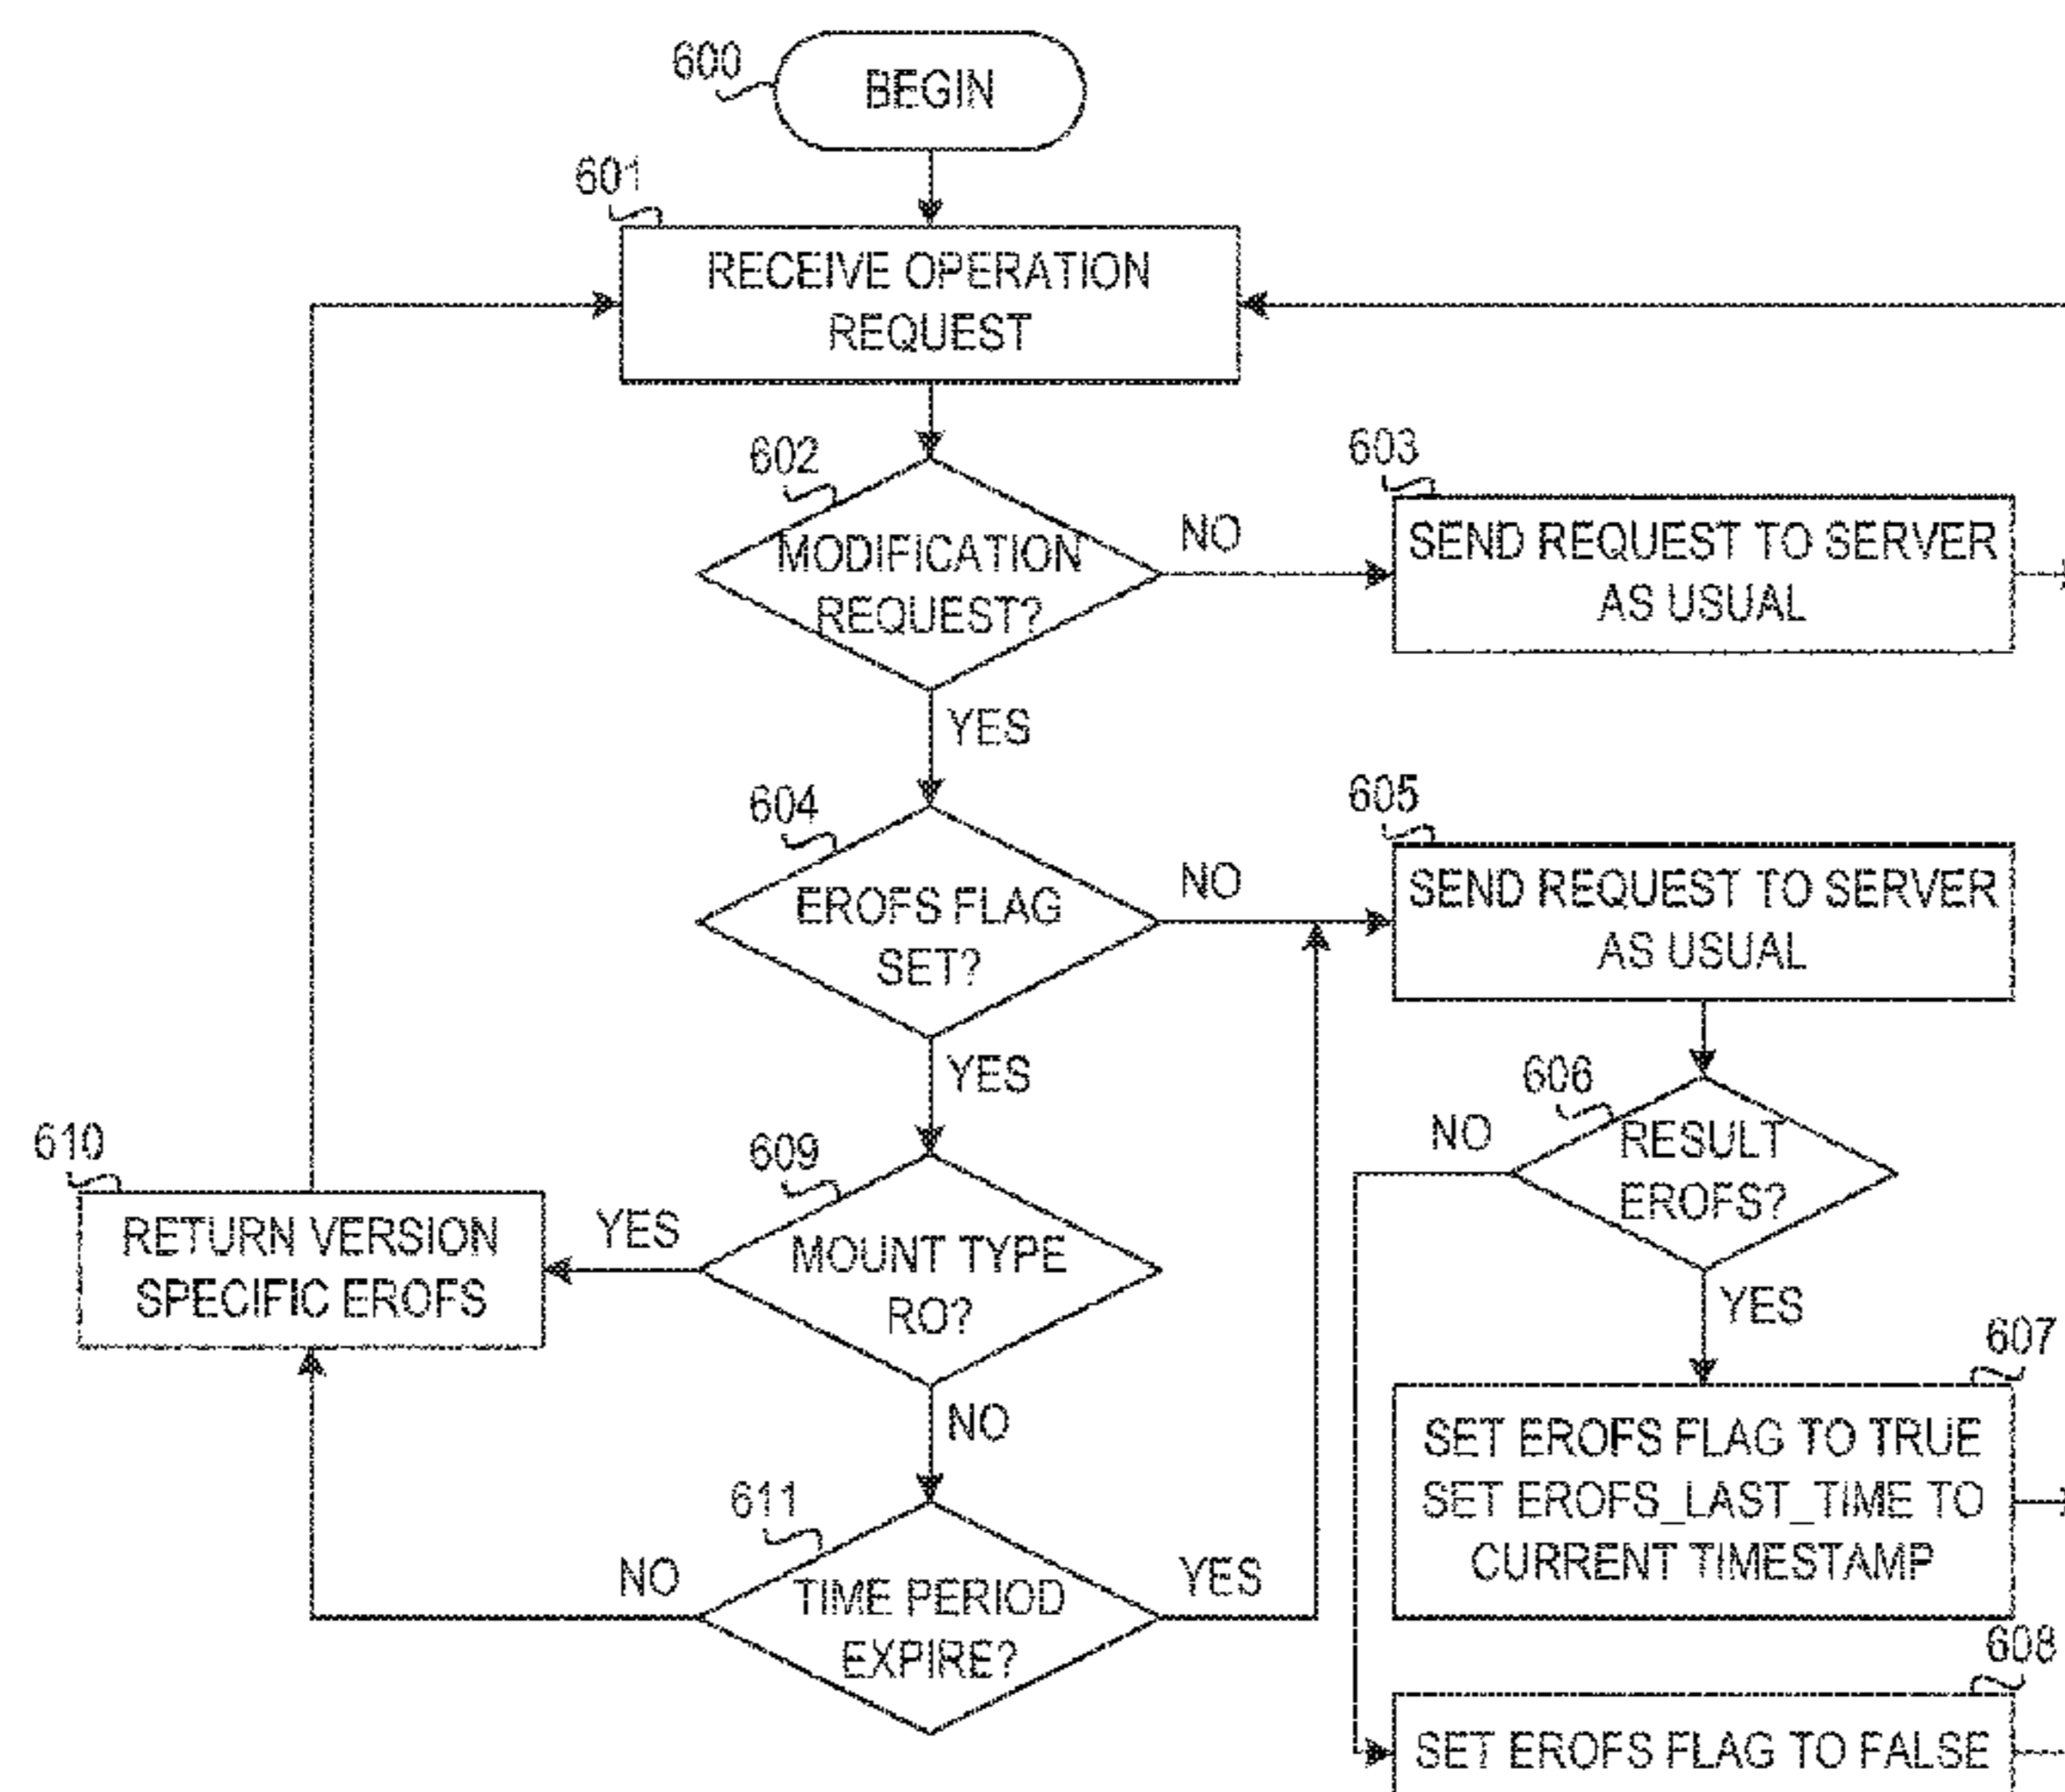 600
BEGIN
601
RECEIVE OPERATION
REQUEST
602
MODIFICATION
REQUEST?
NO
603
SEND REQUEST TO SERVER
AS USUAL
YES
604
EROFS FLAG
SET?
NO
605
SEND REQUEST TO SERVER
AS USUAL
YES
606
RESULT
EROFS?
NO
YES
609
MOUNT TYPE
RO?
YES
610
RETURN VERSION
SPECIFIC EROFS
NO
607
SET EROFS FLAG TO TRUE
SET EROFS_LAST_TIME TO
CURRENT TIMESTAMP
611
TIME PERIOD
EXPIRE?
NO
YES
608
SET EROFS FLAG TO FALSE